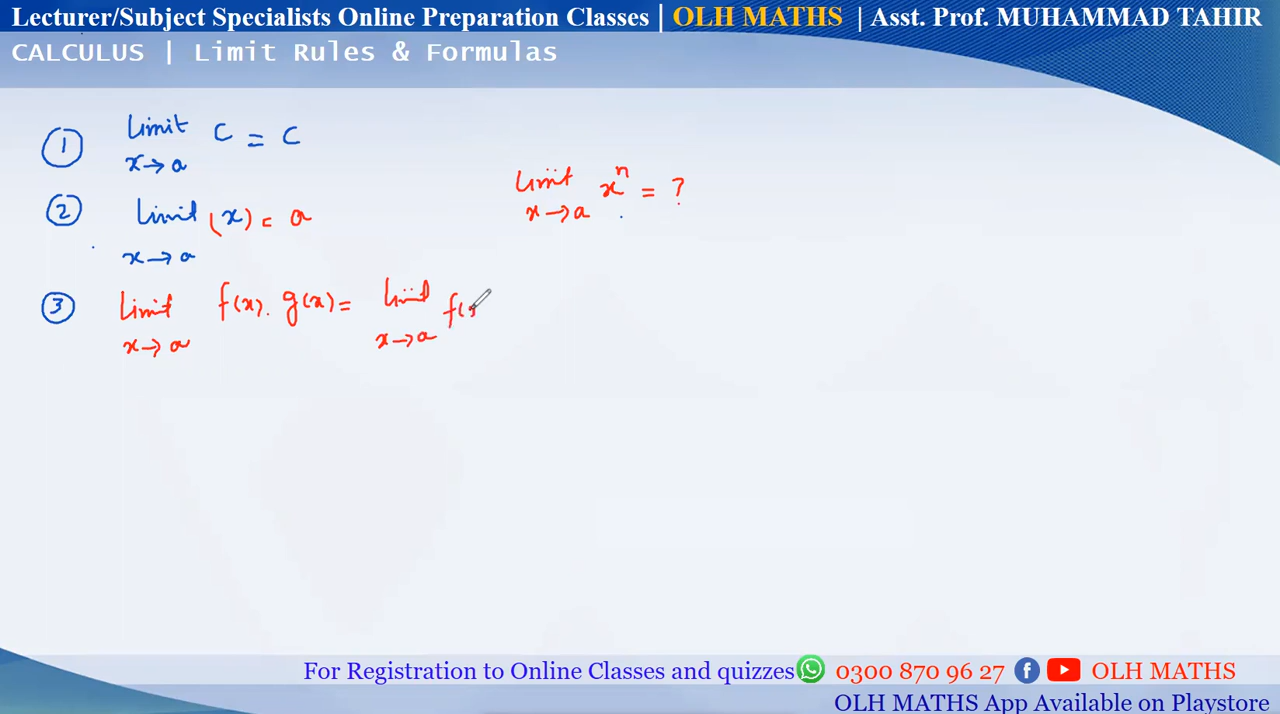 Lecturer/Subject Specialists Online Preparation Classes | OLH MATHS | Asst. Prof. MUHAMMAD TAHIR
CALCULUS | Limit Rules & Formulas
① Limit C = C
x→a
Limit xⁿ = ?
x→a
② Limit (x) = a
x→a
③ Limit f(x). g(x) = Limit f(
x→a x→a
For Registration to Online Classes and quizzes 0300 870 96 27 OLH MATHS
OLH MATHS App Available on Playstore